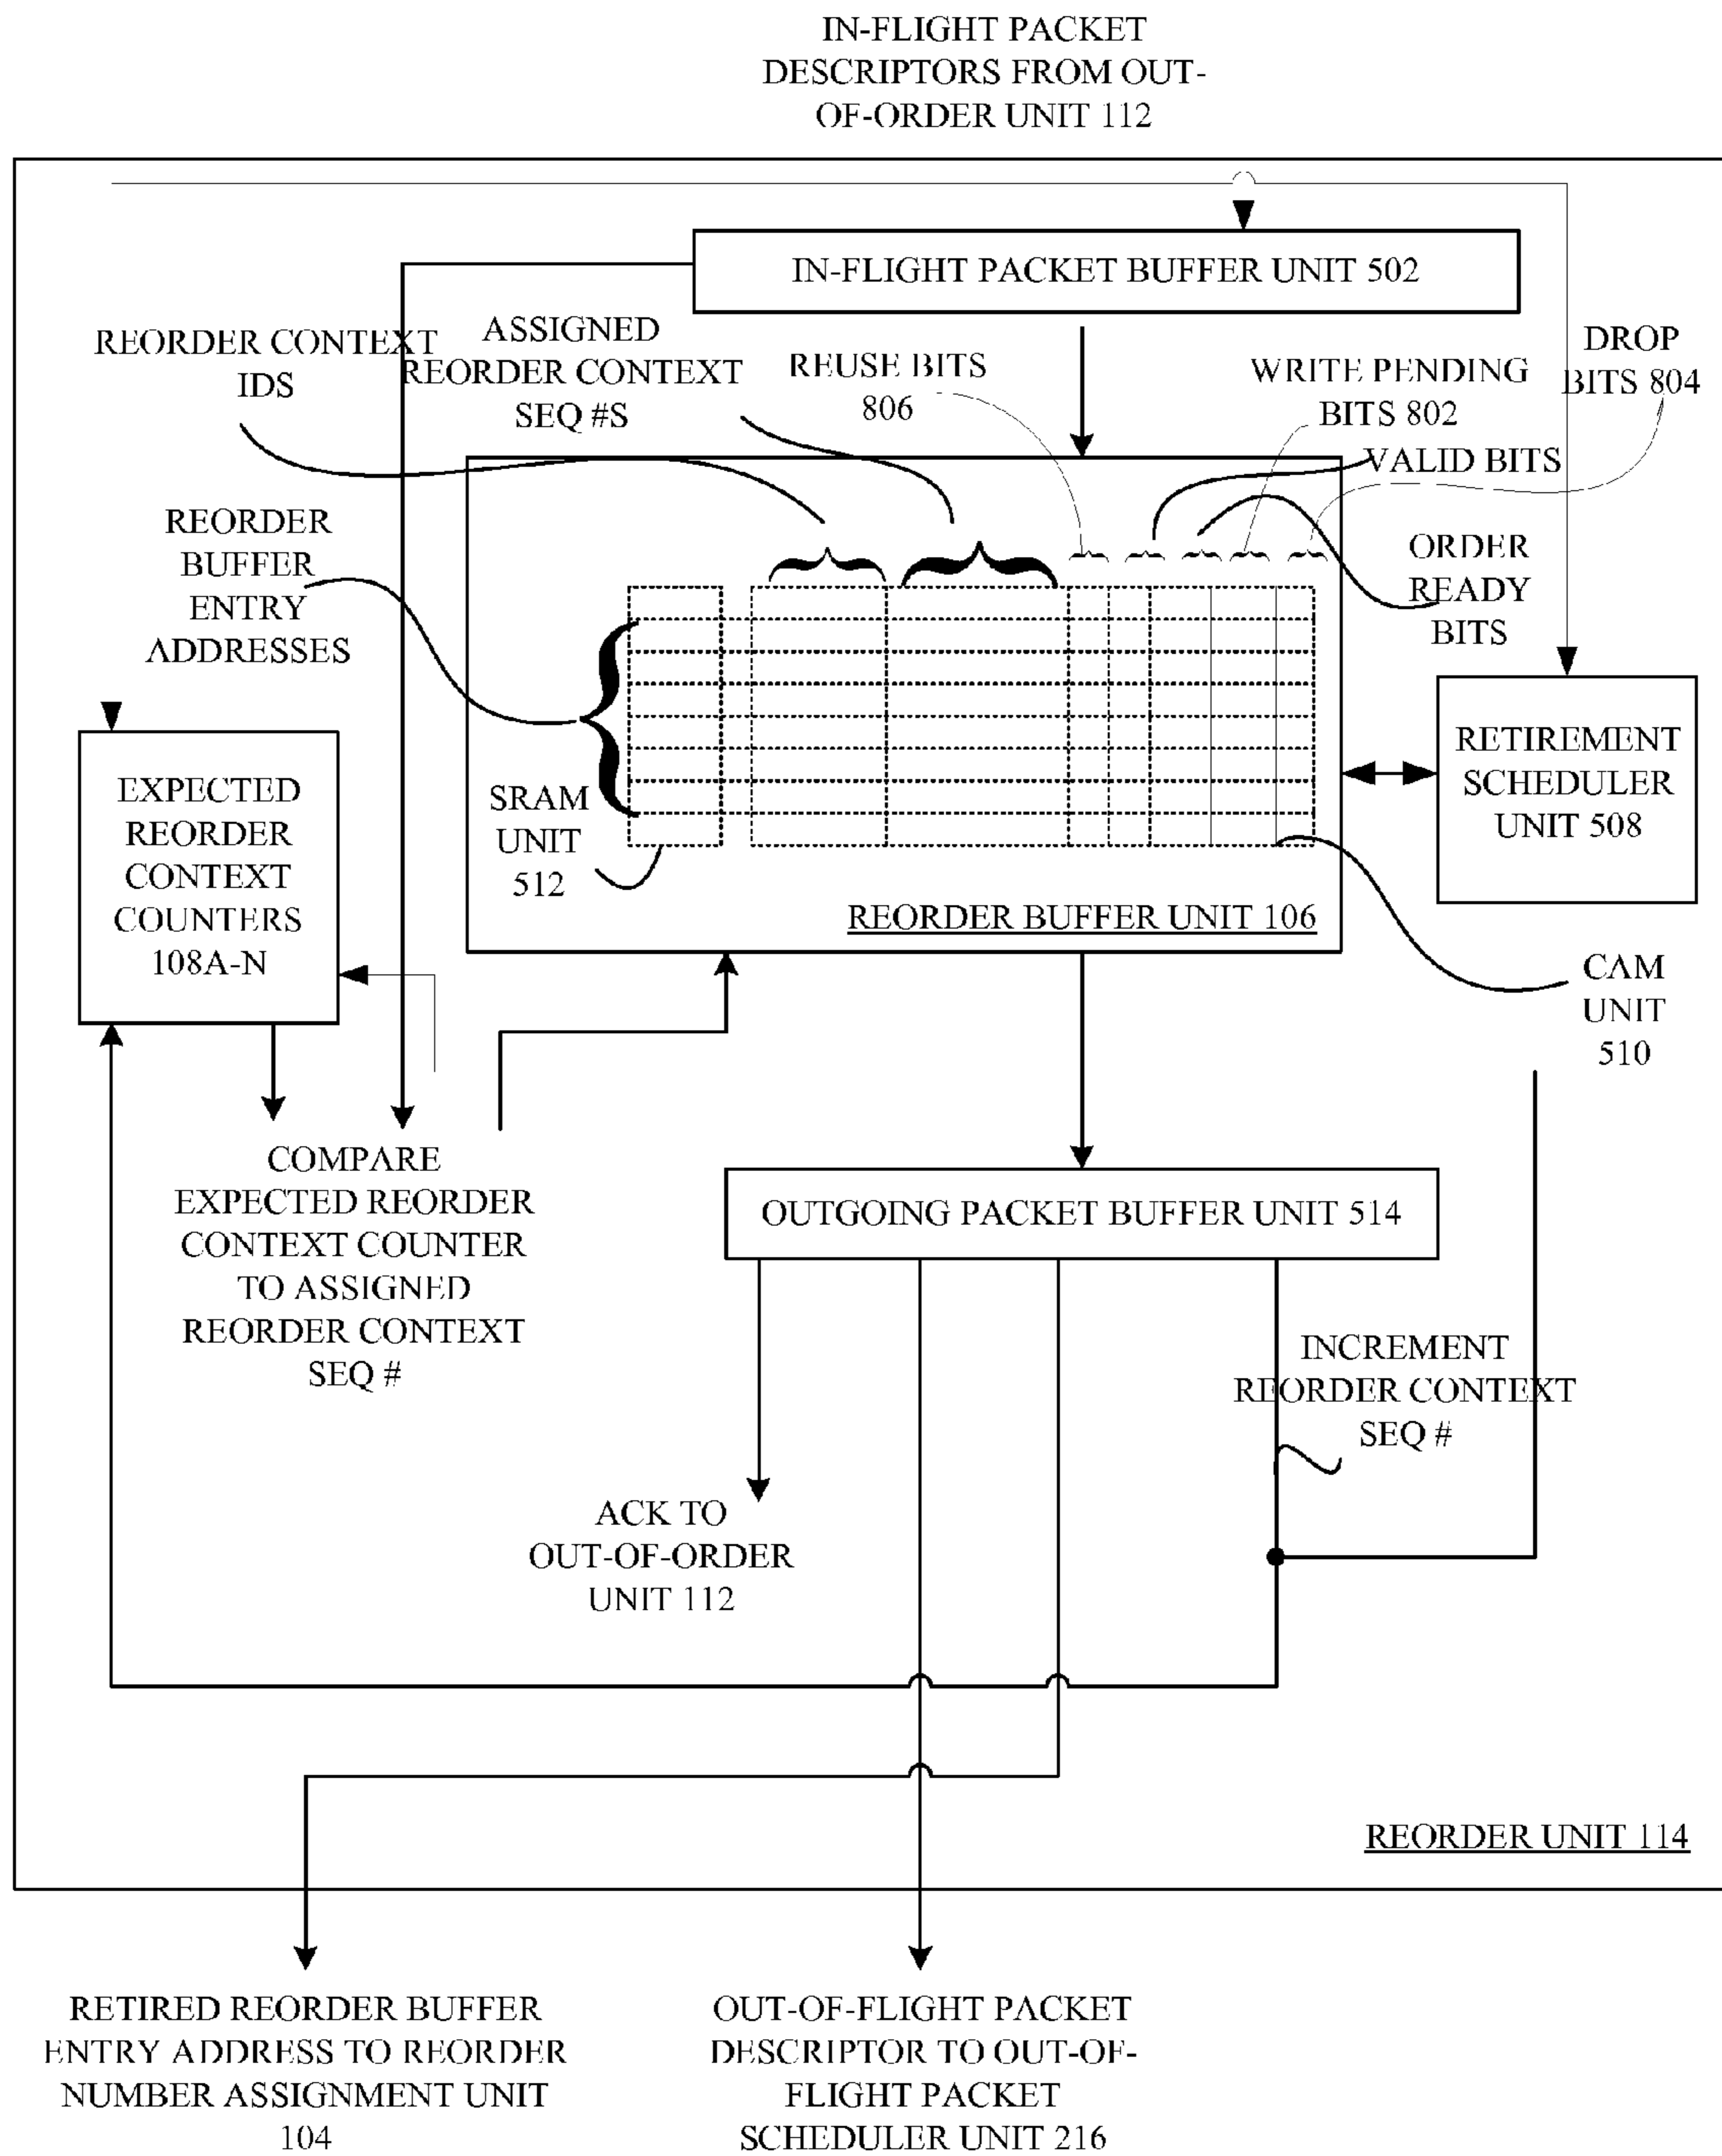 IN-FLIGHT PACKET
DESCRIPTORS FROM OUT-
OF-ORDER UNIT 112
IN-FLIGHT PACKET BUFFER UNIT 502
REORDER CONTEXT
IDS
ASSIGNED
REORDER CONTEXT
SEQ #S
REUSE BITS
806
WRITE PENDING
BITS 802
DROP
BITS 804
VALID BITS
REORDER
BUFFER
ENTRY
ADDRESSES
ORDER
READY
BITS
SRAM
UNIT
512
REORDER BUFFER UNIT 106
RETIREMENT
SCHEDULER
UNIT 508
EXPECTED
REORDER
CONTEXT
COUNTERS
108A-N
CAM
UNIT
510
COMPARE
EXPECTED REORDER
CONTEXT COUNTER
TO ASSIGNED
REORDER CONTEXT
SEQ #
OUTGOING PACKET BUFFER UNIT 514
INCREMENT
REORDER CONTEXT
SEQ #
ACK TO
OUT-OF-ORDER
UNIT 112
REORDER UNIT 114
RETIRED REORDER BUFFER
ENTRY ADDRESS TO REORDER
NUMBER ASSIGNMENT UNIT
104
OUT-OF-FLIGHT PACKET
DESCRIPTOR TO OUT-OF-
FLIGHT PACKET
SCHEDULER UNIT 216